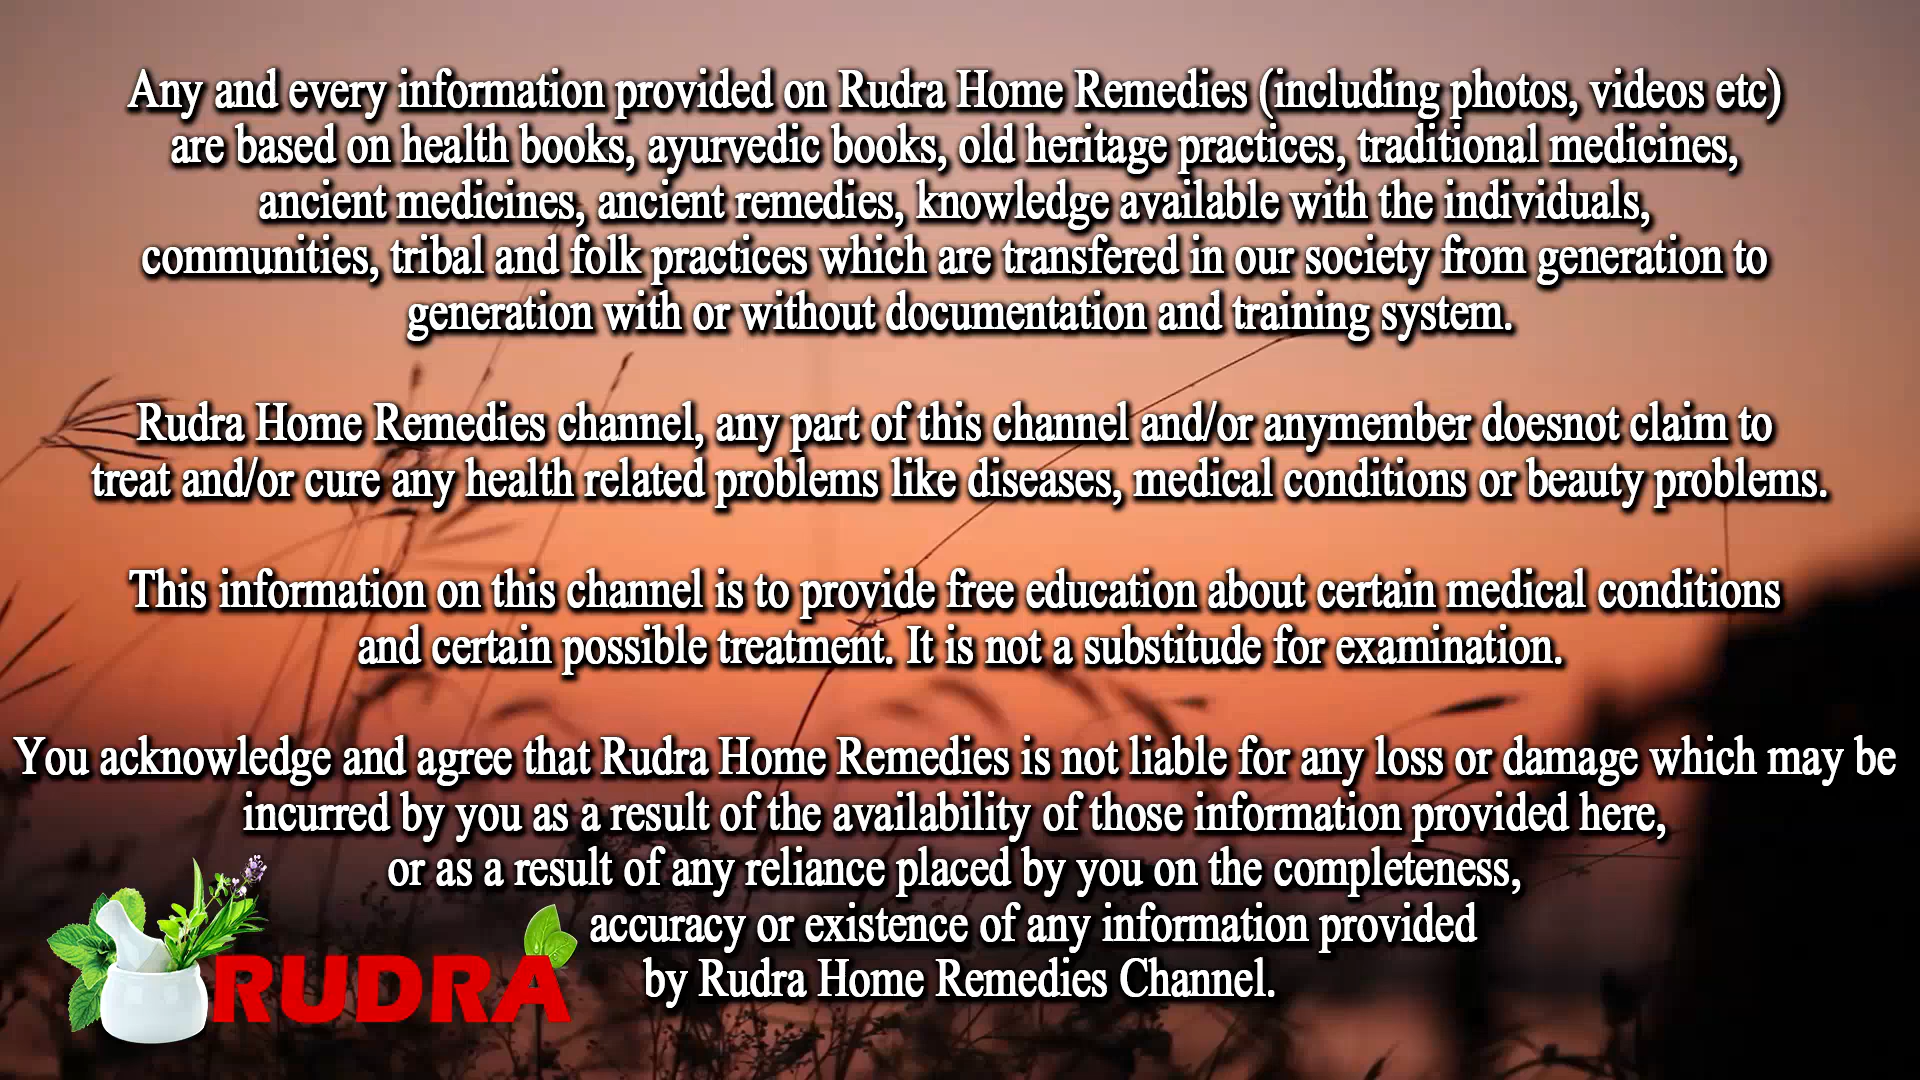 Any and every information provided on Rudra Home Remedies (including photos, videos etc)
are based on health books, ayurvedic books, old heritage practices, traditional medicines,
ancient medicines, ancient remedies, knowledge available with the individuals,
communities, tribal and folk practices which are transfered in our society from generation to
generation with or without documentation and training system.
Rudra Home Remedies channel, any part of this channel and/or anymember doesnot claim to
treat and/or cure any health related problems like diseases, medical conditions or beauty problems.
This information on this channel is to provide free education about certain medical conditions
and certain possible treatment. It is not a substitude for examination.
You acknowledge and agree that Rudra Home Remedies is not liable for any loss or damage which may be
incurred by you as a result of the availability of those information provided here,
or as a result of any reliance placed by you on the completeness,
accuracy or existence of any information provided
by Rudra Home Remedies Channel.
RUDRA